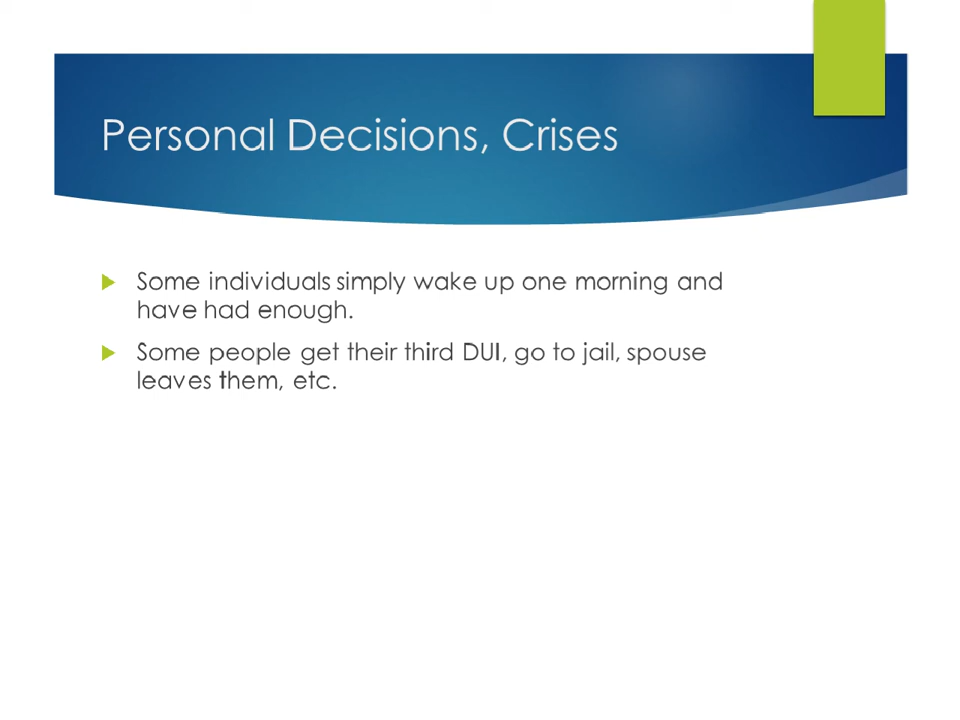 Personal Decisions, Crises
Some individuals simply wake up one morning and
have had enough.
Some people get their third DUI, go to jail, spouse
leaves them, etc.